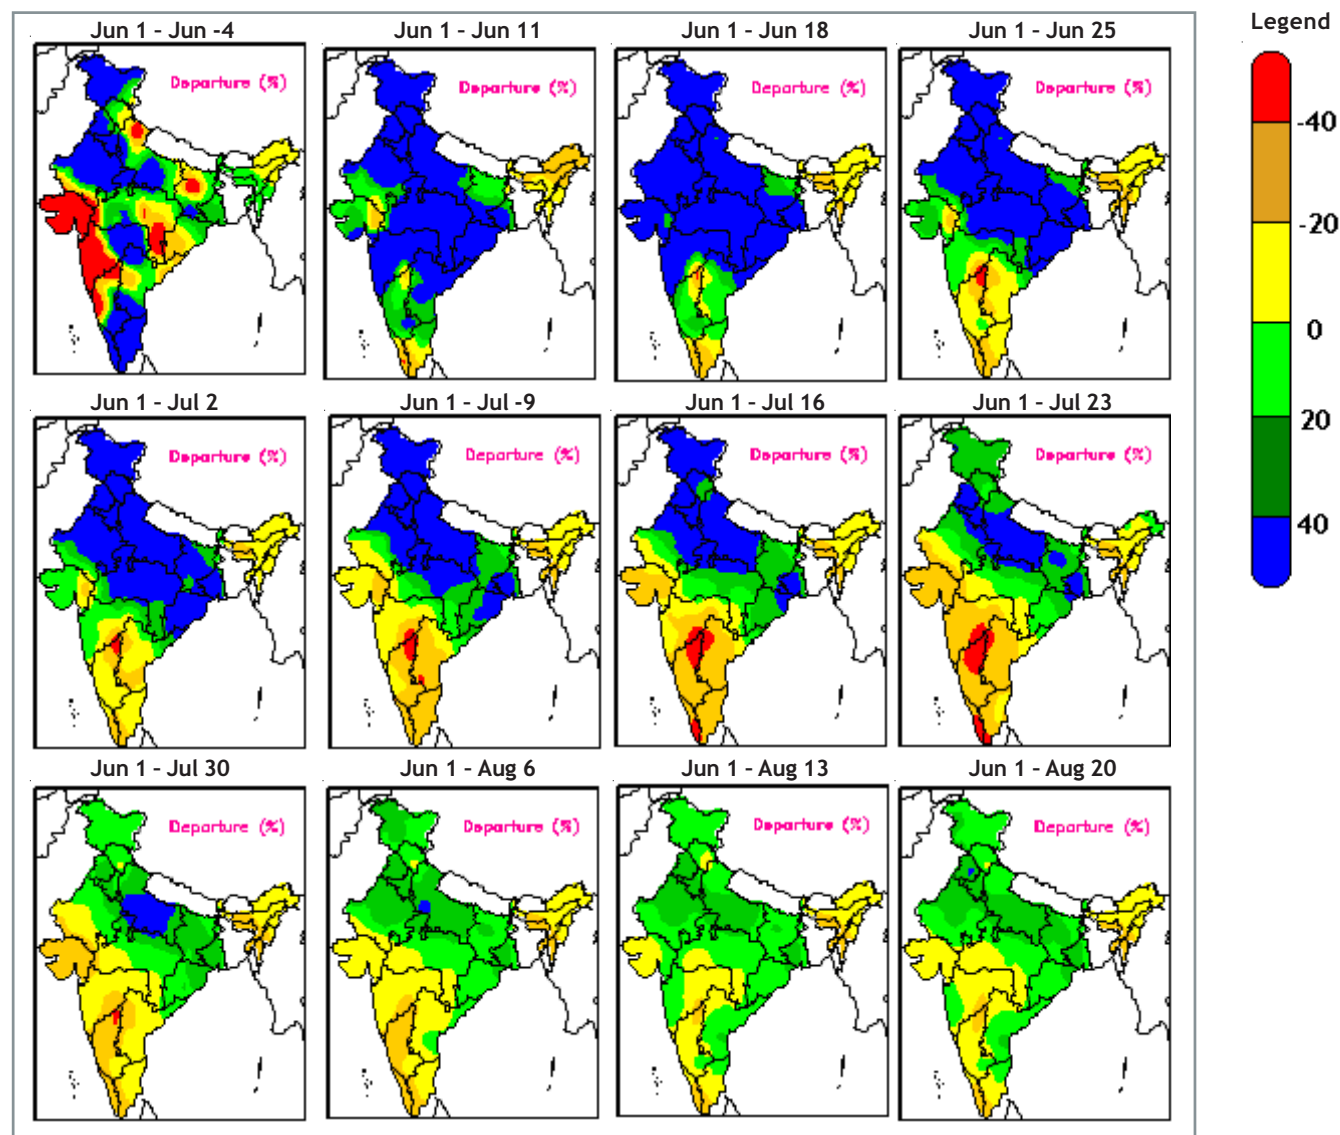 Legend
Jun 1 - Jun -4
Jun 1 - Jun 11
Jun 1 - Jun 18
Jun 1 - Jun 25
Departure (%)
Departure (%)
Departure (%)
Departure (%)
-40
-20
0
20
40
Jun 1 - Jul 2
Jun 1 - Jul -9
Jun 1 - Jul 16
Jun 1 - Jul 23
Departure (%)
Departure (%)
Departure (%)
Departure (%)
Jun 1 - Jul 30
Jun 1 - Aug 6
Jun 1 - Aug 13
Jun 1 - Aug 20
Departure (%)
Departure (%)
Departure (%)
Departure (%)